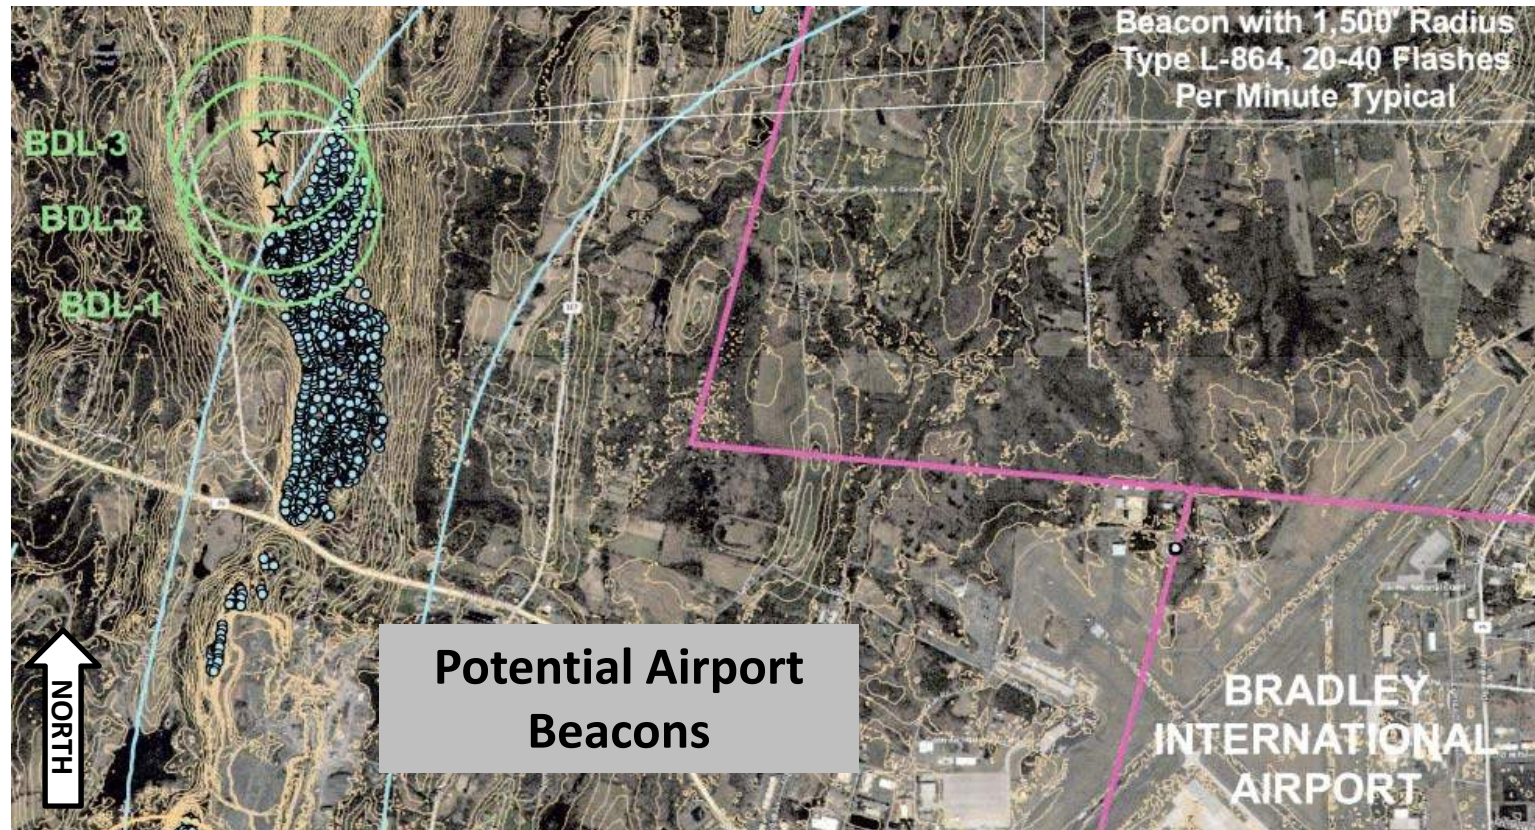 Beacon with 1,500' Radius
Type L-864, 20-40 Flashes
Per Minute Typical
BDL-3
BDL-2
BDL-1
187
NORTH
Potential Airport
Beacons
BRADLEY
INTERNATIONAL
AIRPORT